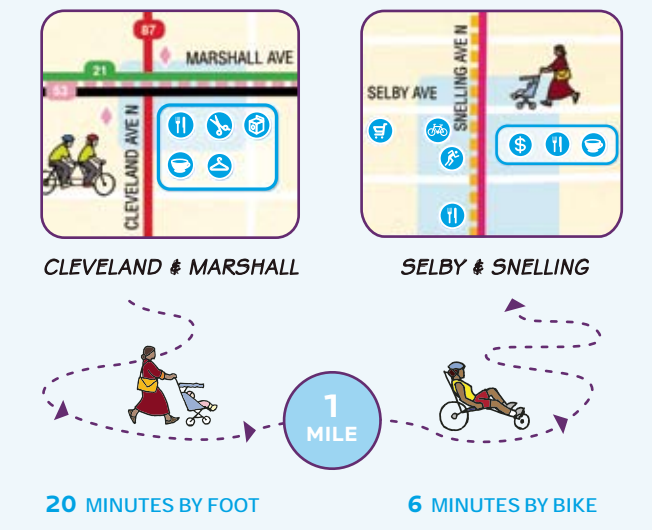 87
MARSHALL AVE
21
53
CLEVELAND AVE N
SNELLING AVE N
SELBY AVE
$
CLEVELAND & MARSHALL
SELBY & SNELLING
1
MILE
20 MINUTES BY FOOT
6 MINUTES BY BIKE